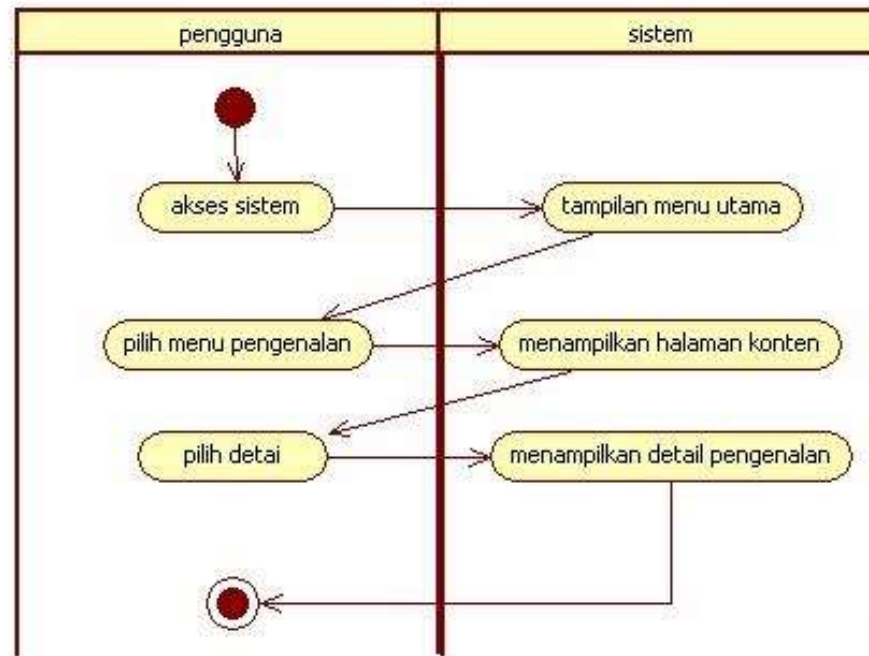 pengguna
sistem
akses sistem
tampilan menu utama
pilih menu pengenalan
menampilkan halaman konten
pilih detai
menampilkan detail pengenalan